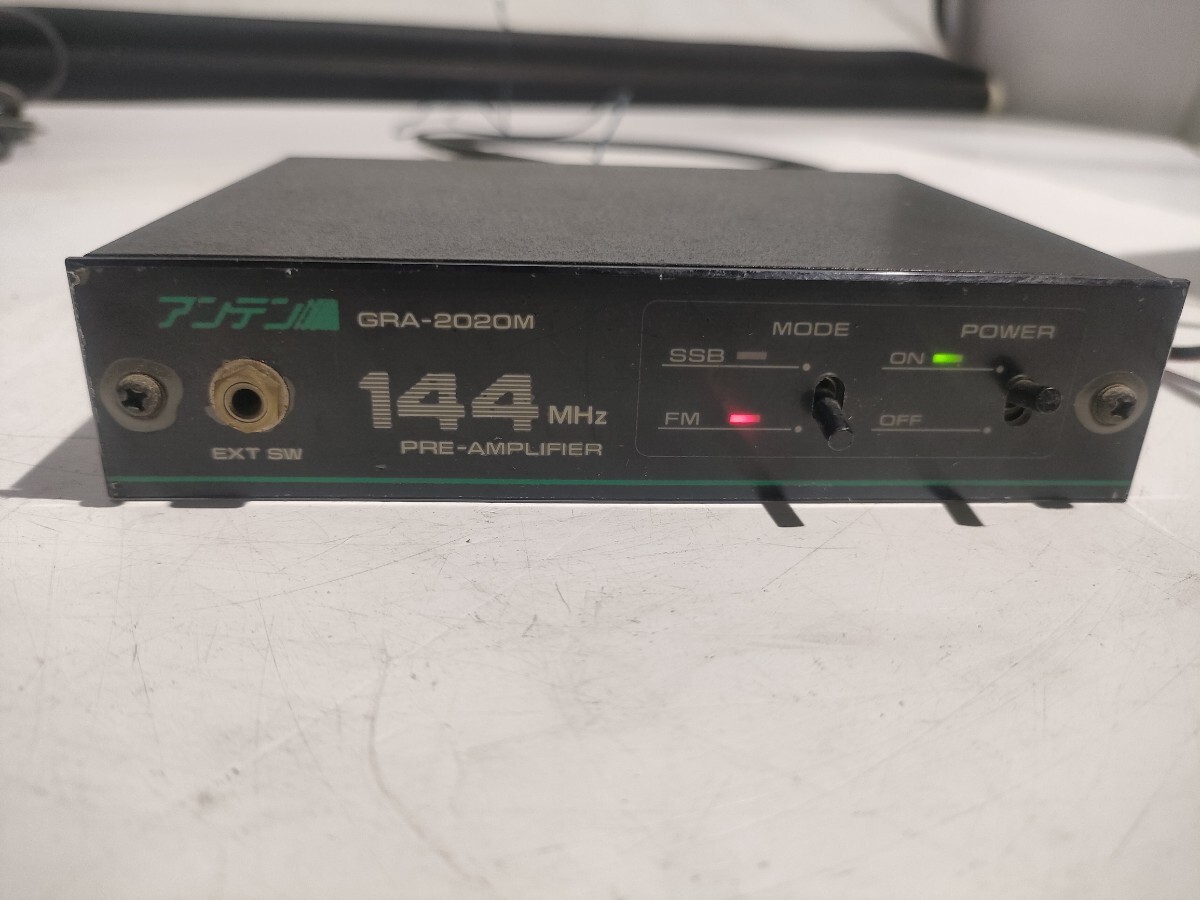 アンテン
GRA-2020M
144 MHz
PRE-AMPLIFIER
EXT SW
MODE
SSB
FM
POWER
ON
OFF